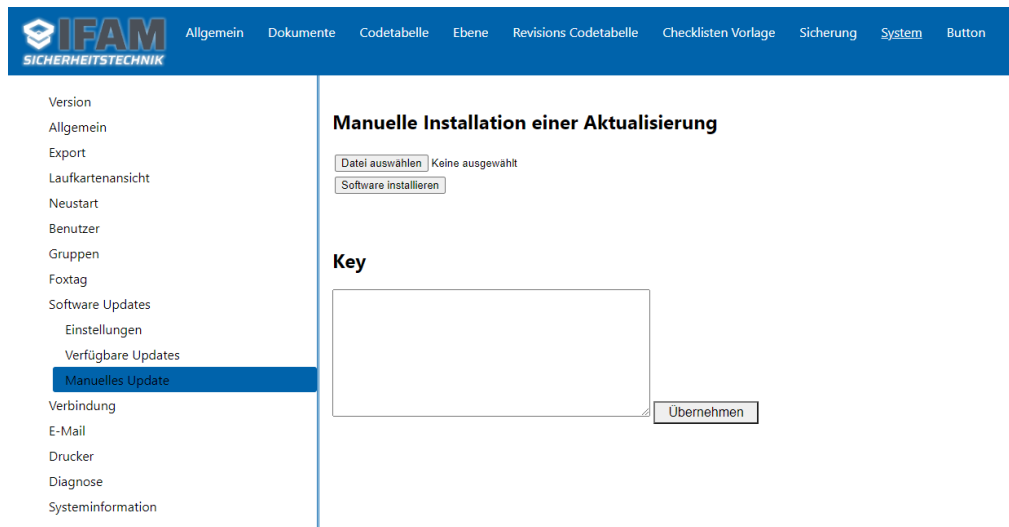 IFAM
SICHERHEITSTECHNIK
Allgemein Dokumente Codetabelle Ebene Revisions Codetabelle Checklisten Vorlage Sicherung System Button
Version
Allgemein
Export
Laufkartenansicht
Neustart
Benutzer
Gruppen
Foxtag
Software Updates
Einstellungen
Verfügbare Updates
Manuelles Update
Verbindung
E-Mail
Drucker
Diagnose
Systeminformation
Manuelle Installation einer Aktualisierung
Datei auswählen Keine ausgewählt
Software installieren
Key
Übernehmen